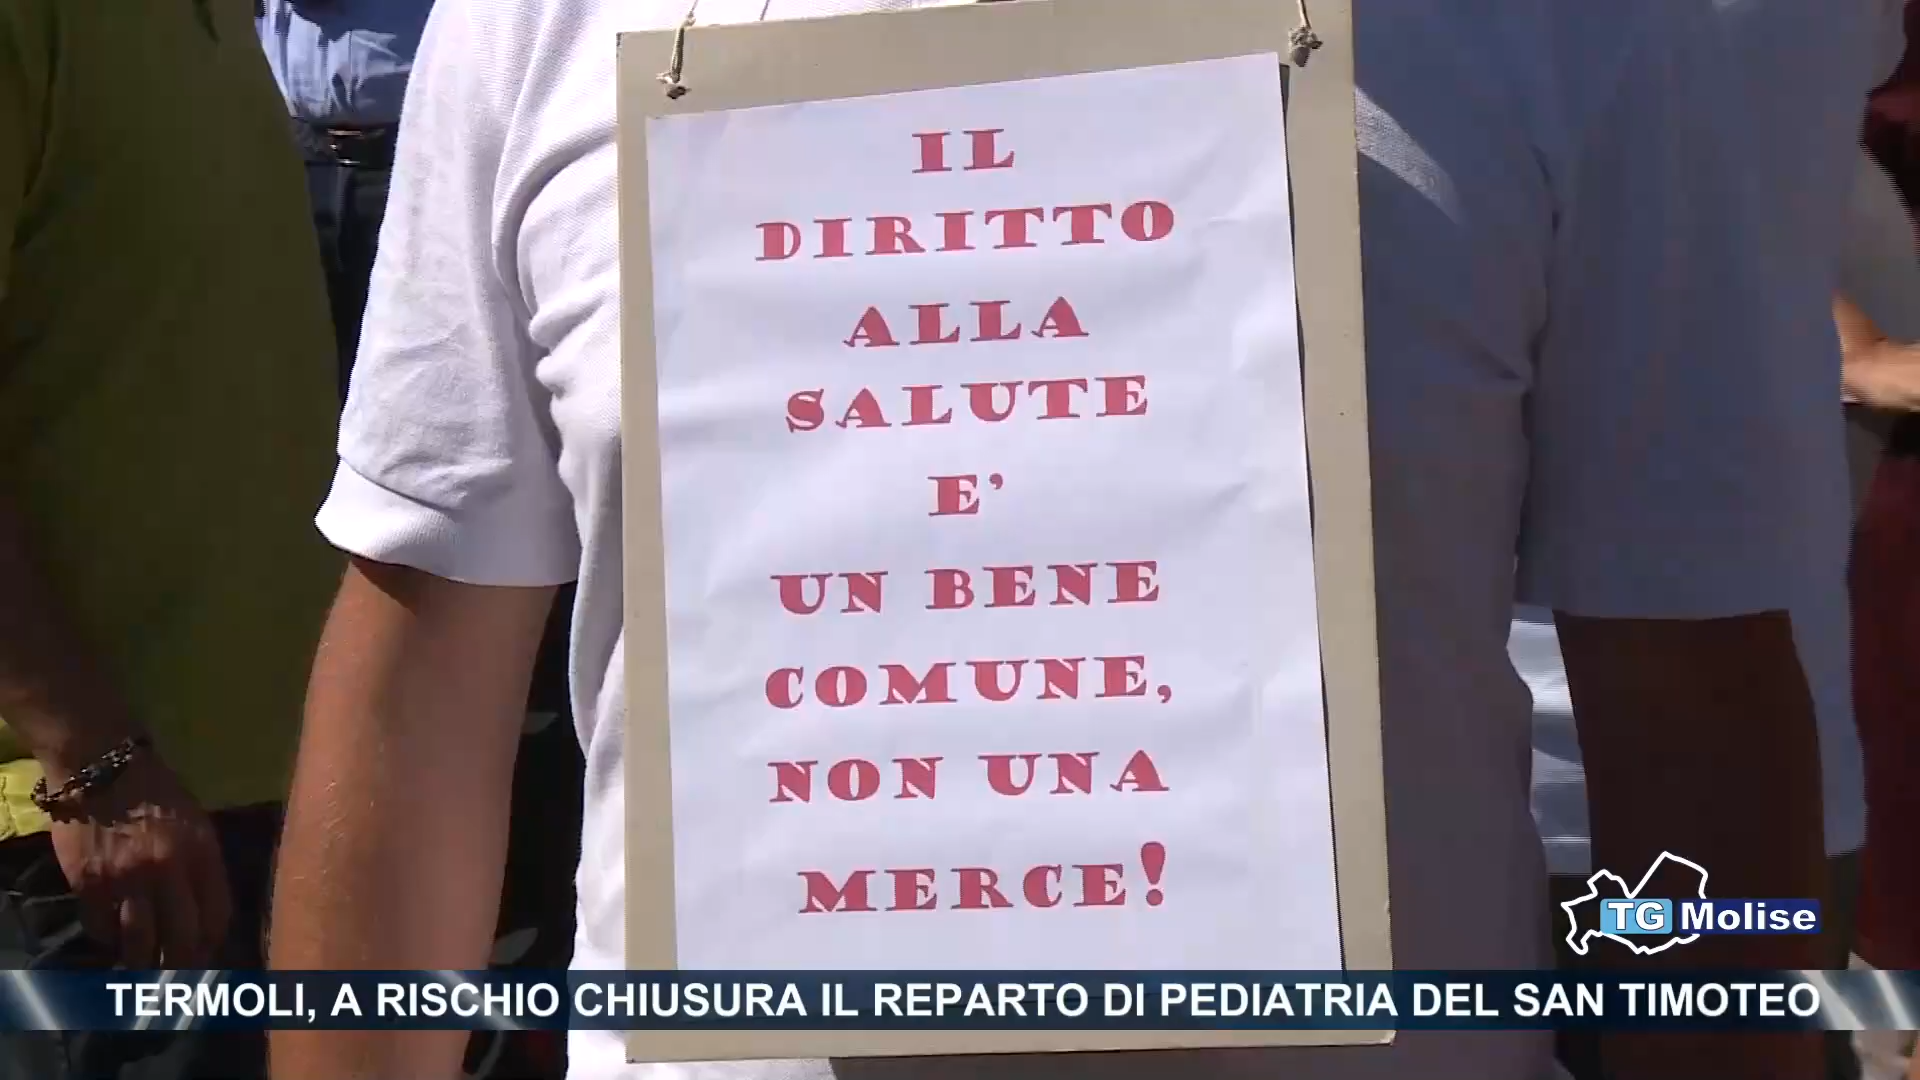 IL
DIRITTO
ALLA
SALUTE
E'
UN BENE
COMUNE,
NON UNA
MERCE!
TG Molise
TERMOLI, A RISCHIO CHIUSURA IL REPARTO DI PEDIATRIA DEL SAN TIMOTEO